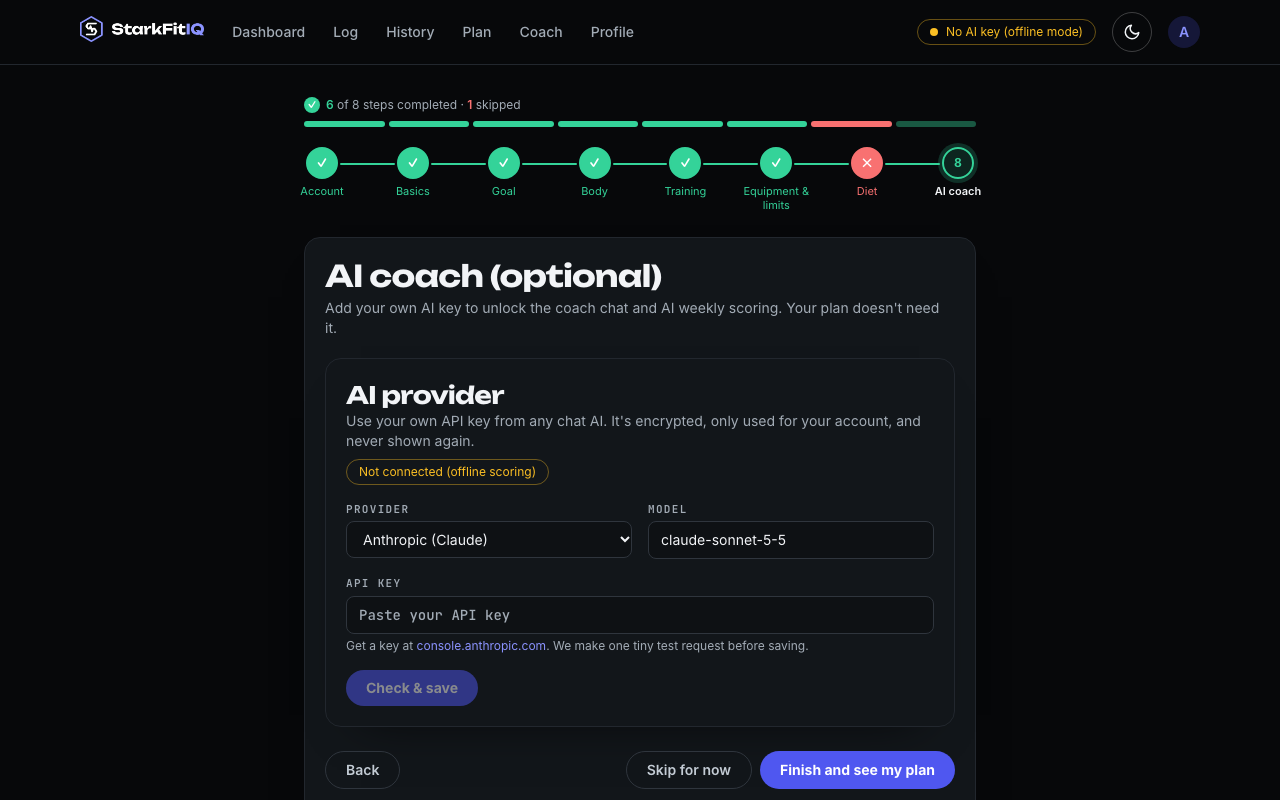 StarkFitIQ Dashboard Log History Plan Coach Profile No AI key (offline mode) A
6 of 8 steps completed · 1 skipped
8
Account Basics Goal Body Training Equipment & limits Diet AI coach
AI coach (optional)
Add your own AI key to unlock the coach chat and AI weekly scoring. Your plan doesn't need
it.
AI provider
Use your own API key from any chat AI. It's encrypted, only used for your account, and
never shown again.
Not connected (offline scoring)
PROVIDER MODEL
Anthropic (Claude) claude-sonnet-5-5
API KEY
Paste your API key
Get a key at console.anthropic.com. We make one tiny test request before saving.
Check & save
Back Skip for now Finish and see my plan